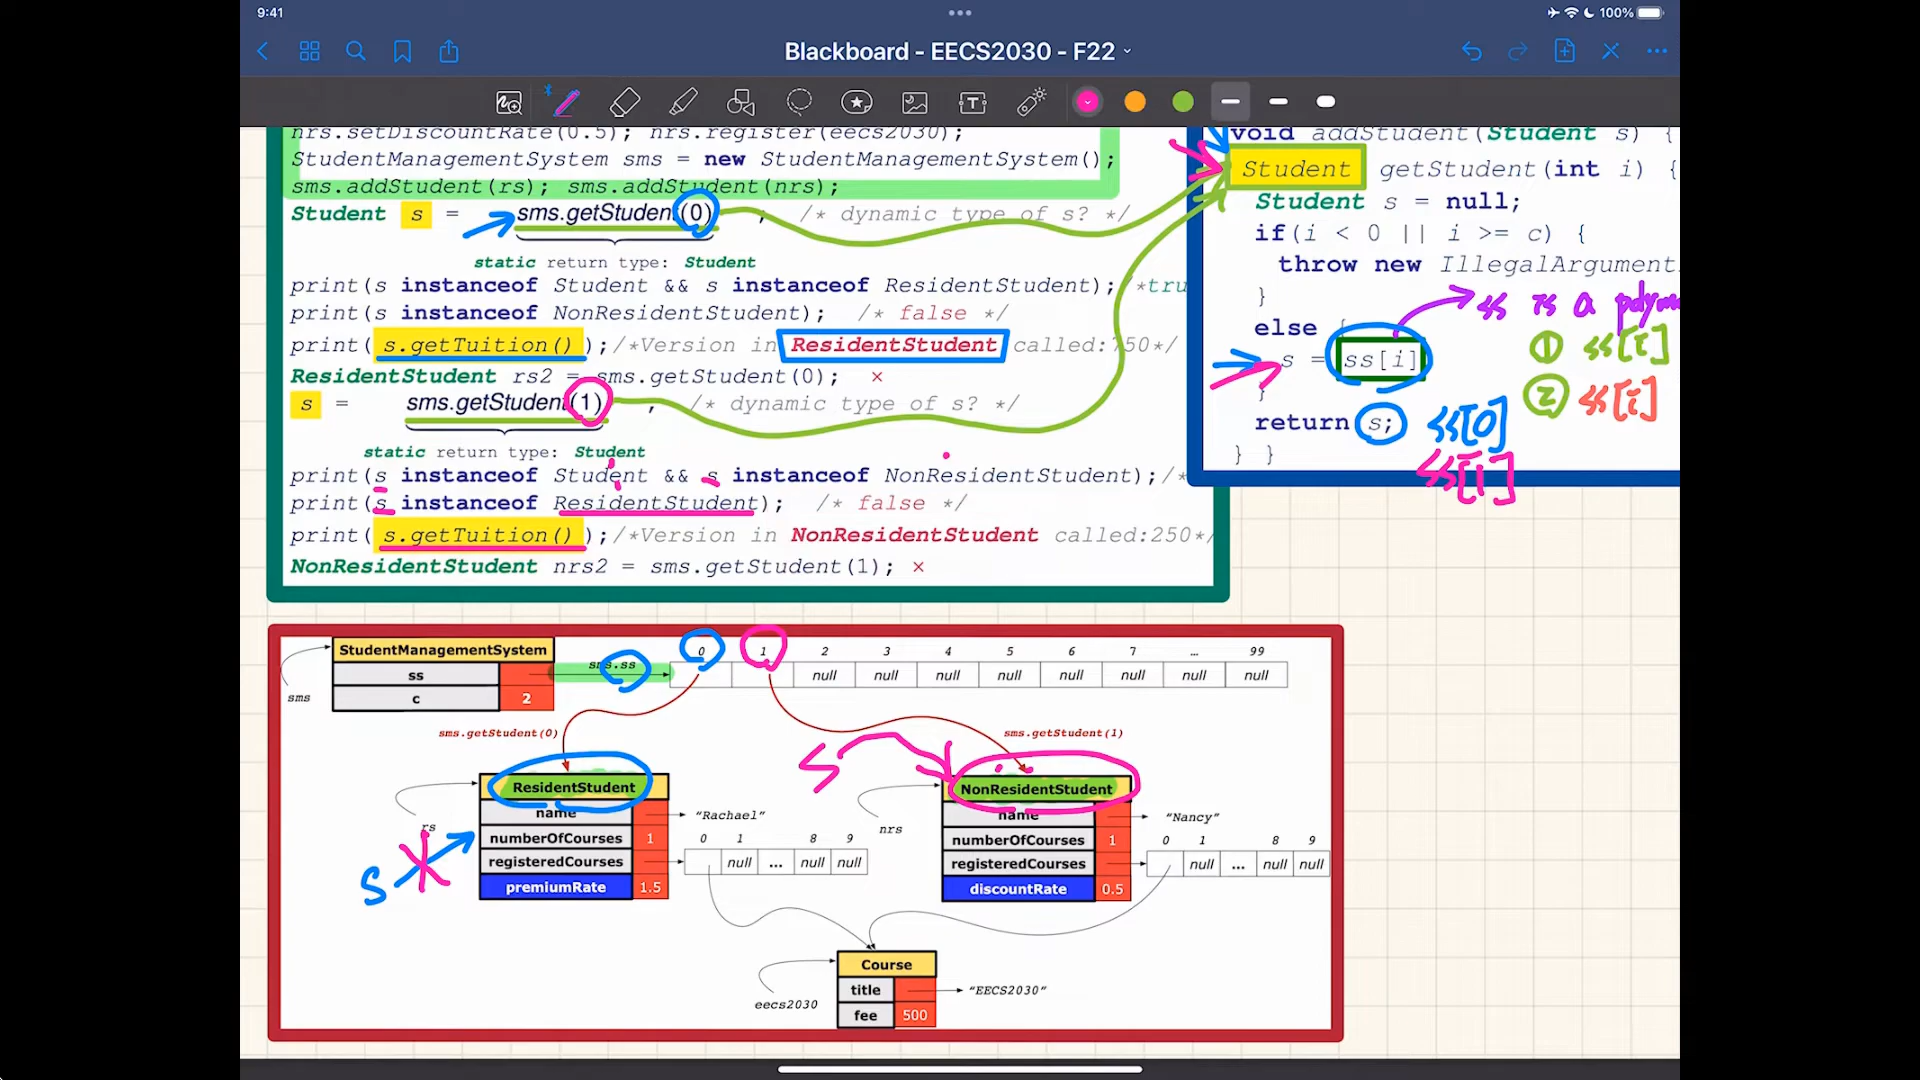 9:41
100%
Blackboard - EECS2030 - F22
nrs.setDiscountRate(0.5); nrs.register(eecs2030);
StudentManagementSystem sms = new StudentManagementSystem();
sms.addStudent(rs); sms.addStudent(nrs);
Student s = sms.getStudent(0) ; /* dynamic type of s? */
static return type: Student
print(s instanceof Student && s instanceof ResidentStudent);/*tru
print(s instanceof NonResidentStudent); /* false */
print( s.getTuition() );/*Version in ResidentStudent called:750*/
ResidentStudent rs2 = sms.getStudent(0); ×
s = sms.getStudent(1) ; /* dynamic type of s? */
static return type: Student
print(s instanceof Student && s instanceof NonResidentStudent);/*
print(s instanceof ResidentStudent); /* false */
print( s.getTuition() );/*Version in NonResidentStudent called:250*/
NonResidentStudent nrs2 = sms.getStudent(1); ×
void addStudent(Student s) {
Student getStudent(int i) {
Student s = null;
if(i < 0 || i >= c) {
throw new IllegalArgument
}
ss is a polym
else {
① ss[i]
s = ss[i]
② ss[i]
}
return s;
ss[0]
} }
ss[1]
StudentManagementSystem
ss
c
2
sms
sms.ss
0 1 2 3 4 5 6 7 … 99
null null null null null null null null
sms.getStudent(0)
sms.getStudent(1)
s
ResidentStudent
name
numberOfCourses 1
registeredCourses
premiumRate 1.5
rs
s
"Rachael"
0 1 8 9
null ... null null
NonResidentStudent
name
numberOfCourses 1
registeredCourses
discountRate 0.5
nrs
"Nancy"
0 1 8 9
null ... null null
Course
title
fee 500
eecs2030
"EECS2030"